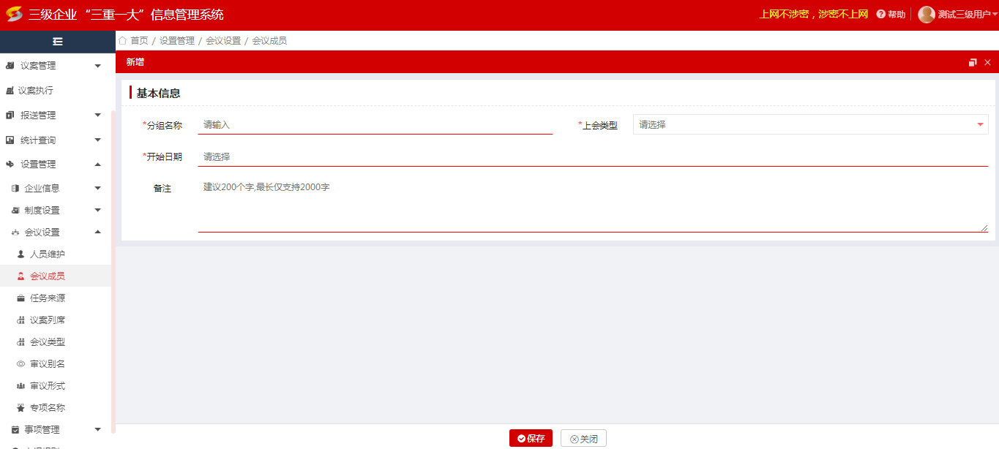 三级企业“三重一大”信息管理系统
上网不涉密，涉密不上网 帮助 测试三级用户
首页 / 设置管理 / 会议设置 / 会议成员
新增
议案管理
议案执行
报送管理
统计查询
设置管理
企业信息
制度设置
会议设置
人员维护
会议成员
任务来源
议案列席
会议类型
审议别名
审议形式
专项名称
事项管理
基本信息
*分组名称 请输入 *上会类型 请选择
*开始日期 请选择
备注 建议200个字,最长仅支持2000字
保存 关闭